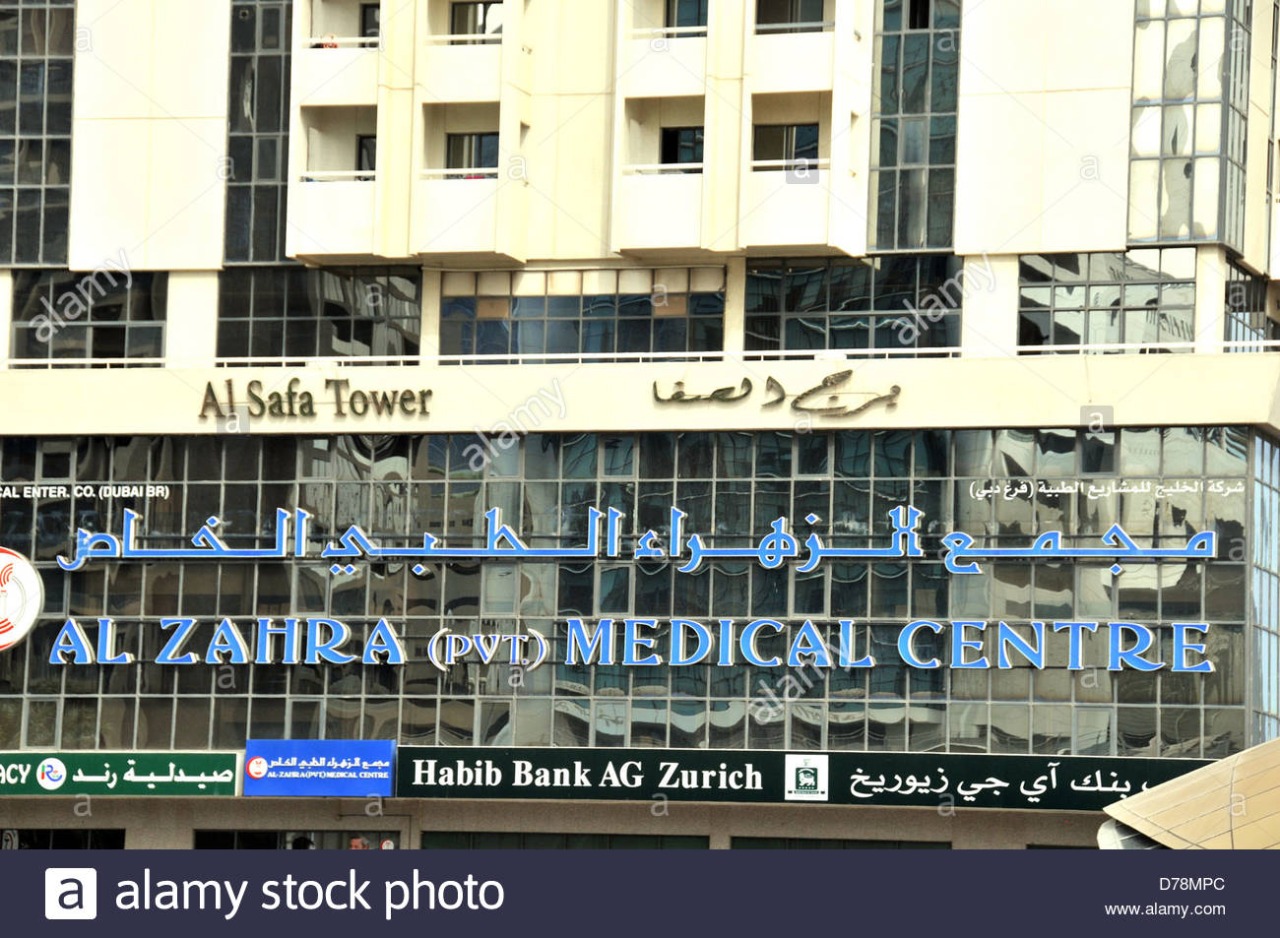 Al Safa Tower برج الصفا
CAL ENTER. CO. (DUBAI BR) شركة الخليج للمشاريع الطبية (فرع دبي)
مجمع الزهراء الطبي الخاص
AL ZAHRA (PVT.) MEDICAL CENTRE
ACY صيدلية رند
مجمع الزهراء الطبي الخاص
AL-ZAHRA (PVT) MEDICAL CENTRE
Habib Bank AG Zurich بنك آي جي زيوريخ
alamy stock photo
D78MPC
www.alamy.com